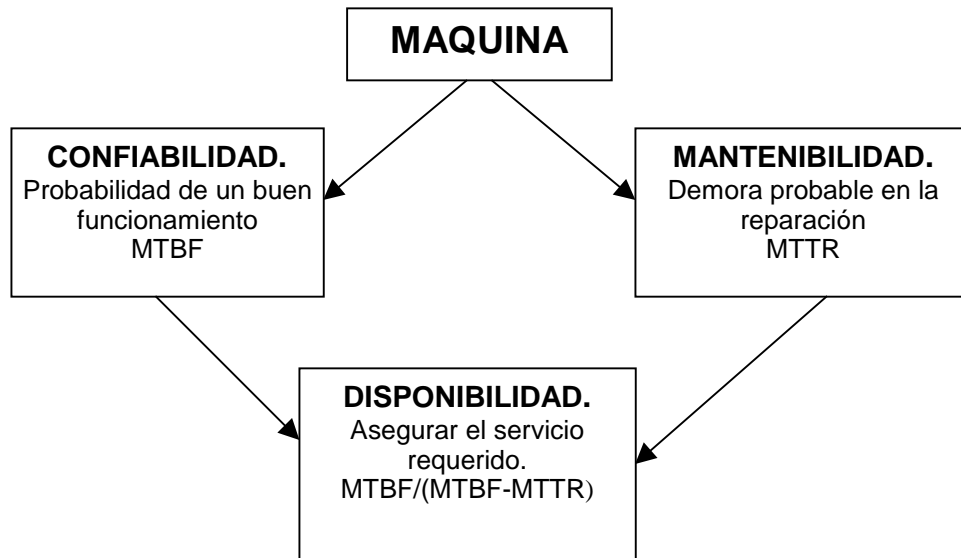 MAQUINA
CONFIABILIDAD.
Probabilidad de un buen
funcionamiento
MTBF
MANTENIBILIDAD.
Demora probable en la
reparación
MTTR
DISPONIBILIDAD.
Asegurar el servicio
requerido.
MTBF/(MTBF-MTTR)